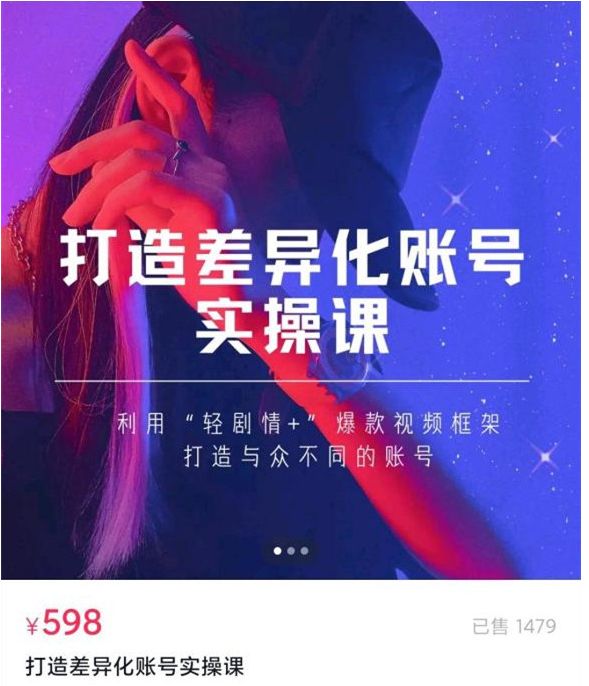 打造差异化账号
实操课
利用“轻剧情+”爆款视频框架
打造与众不同的账号
¥598
已售 1479
打造差异化账号实操课